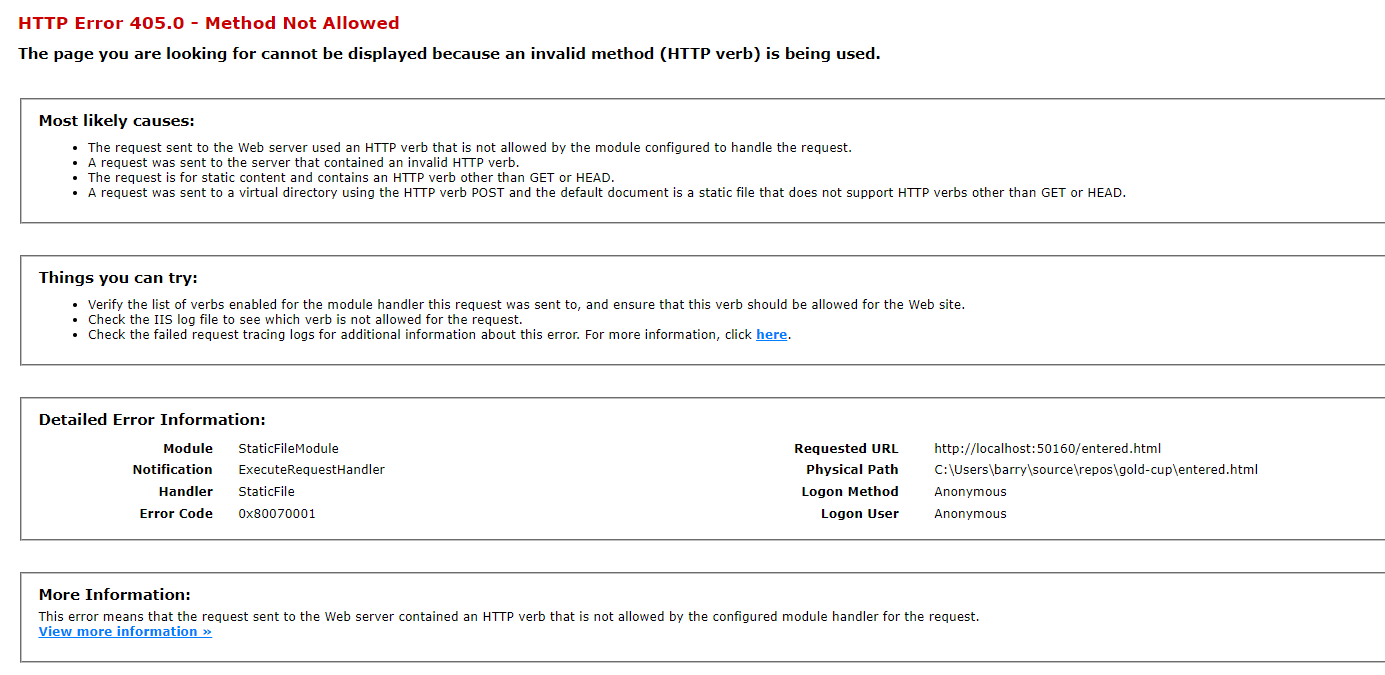 HTTP Error 405.0 - Method Not Allowed
The page you are looking for cannot be displayed because an invalid method (HTTP verb) is being used.
Most likely causes:
• The request sent to the Web server used an HTTP verb that is not allowed by the module configured to handle the request.
• A request was sent to the server that contained an invalid HTTP verb.
• The request is for static content and contains an HTTP verb other than GET or HEAD.
• A request was sent to a virtual directory using the HTTP verb POST and the default document is a static file that does not support HTTP verbs other than GET or HEAD.
Things you can try:
• Verify the list of verbs enabled for the module handler this request was sent to, and ensure that this verb should be allowed for the Web site.
• Check the IIS log file to see which verb is not allowed for the request.
• Check the failed request tracing logs for additional information about this error. For more information, click here.
Detailed Error Information:
Module StaticFileModule
Notification ExecuteRequestHandler
Handler StaticFile
Error Code 0x80070001
Requested URL http://localhost:50160/entered.html
Physical Path C:\Users\barry\source\repos\gold-cup\entered.html
Logon Method Anonymous
Logon User Anonymous
More Information:
This error means that the request sent to the Web server contained an HTTP verb that is not allowed by the configured module handler for the request.
View more information »